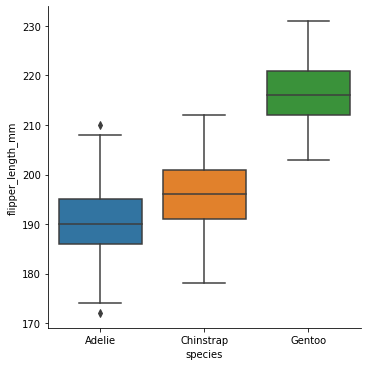 flipper_length_mm
230
220
210
200
190
180
170
Adelie Chinstrap Gentoo
species